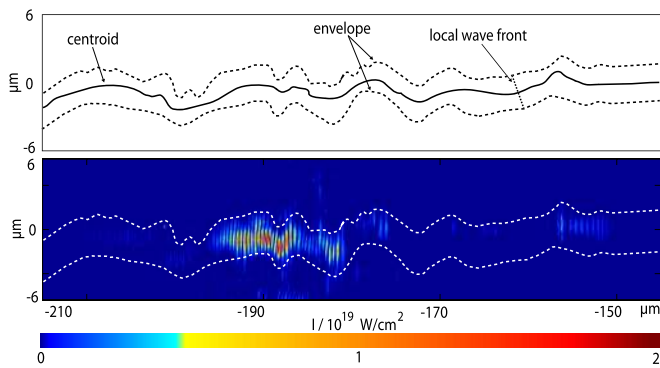 6
envelope
centroid
local wave front
μm
0
-6
6
μm
0
-6
-210 -190 -170 -150 μm
I / 10¹⁹ W/cm²
0 1 2